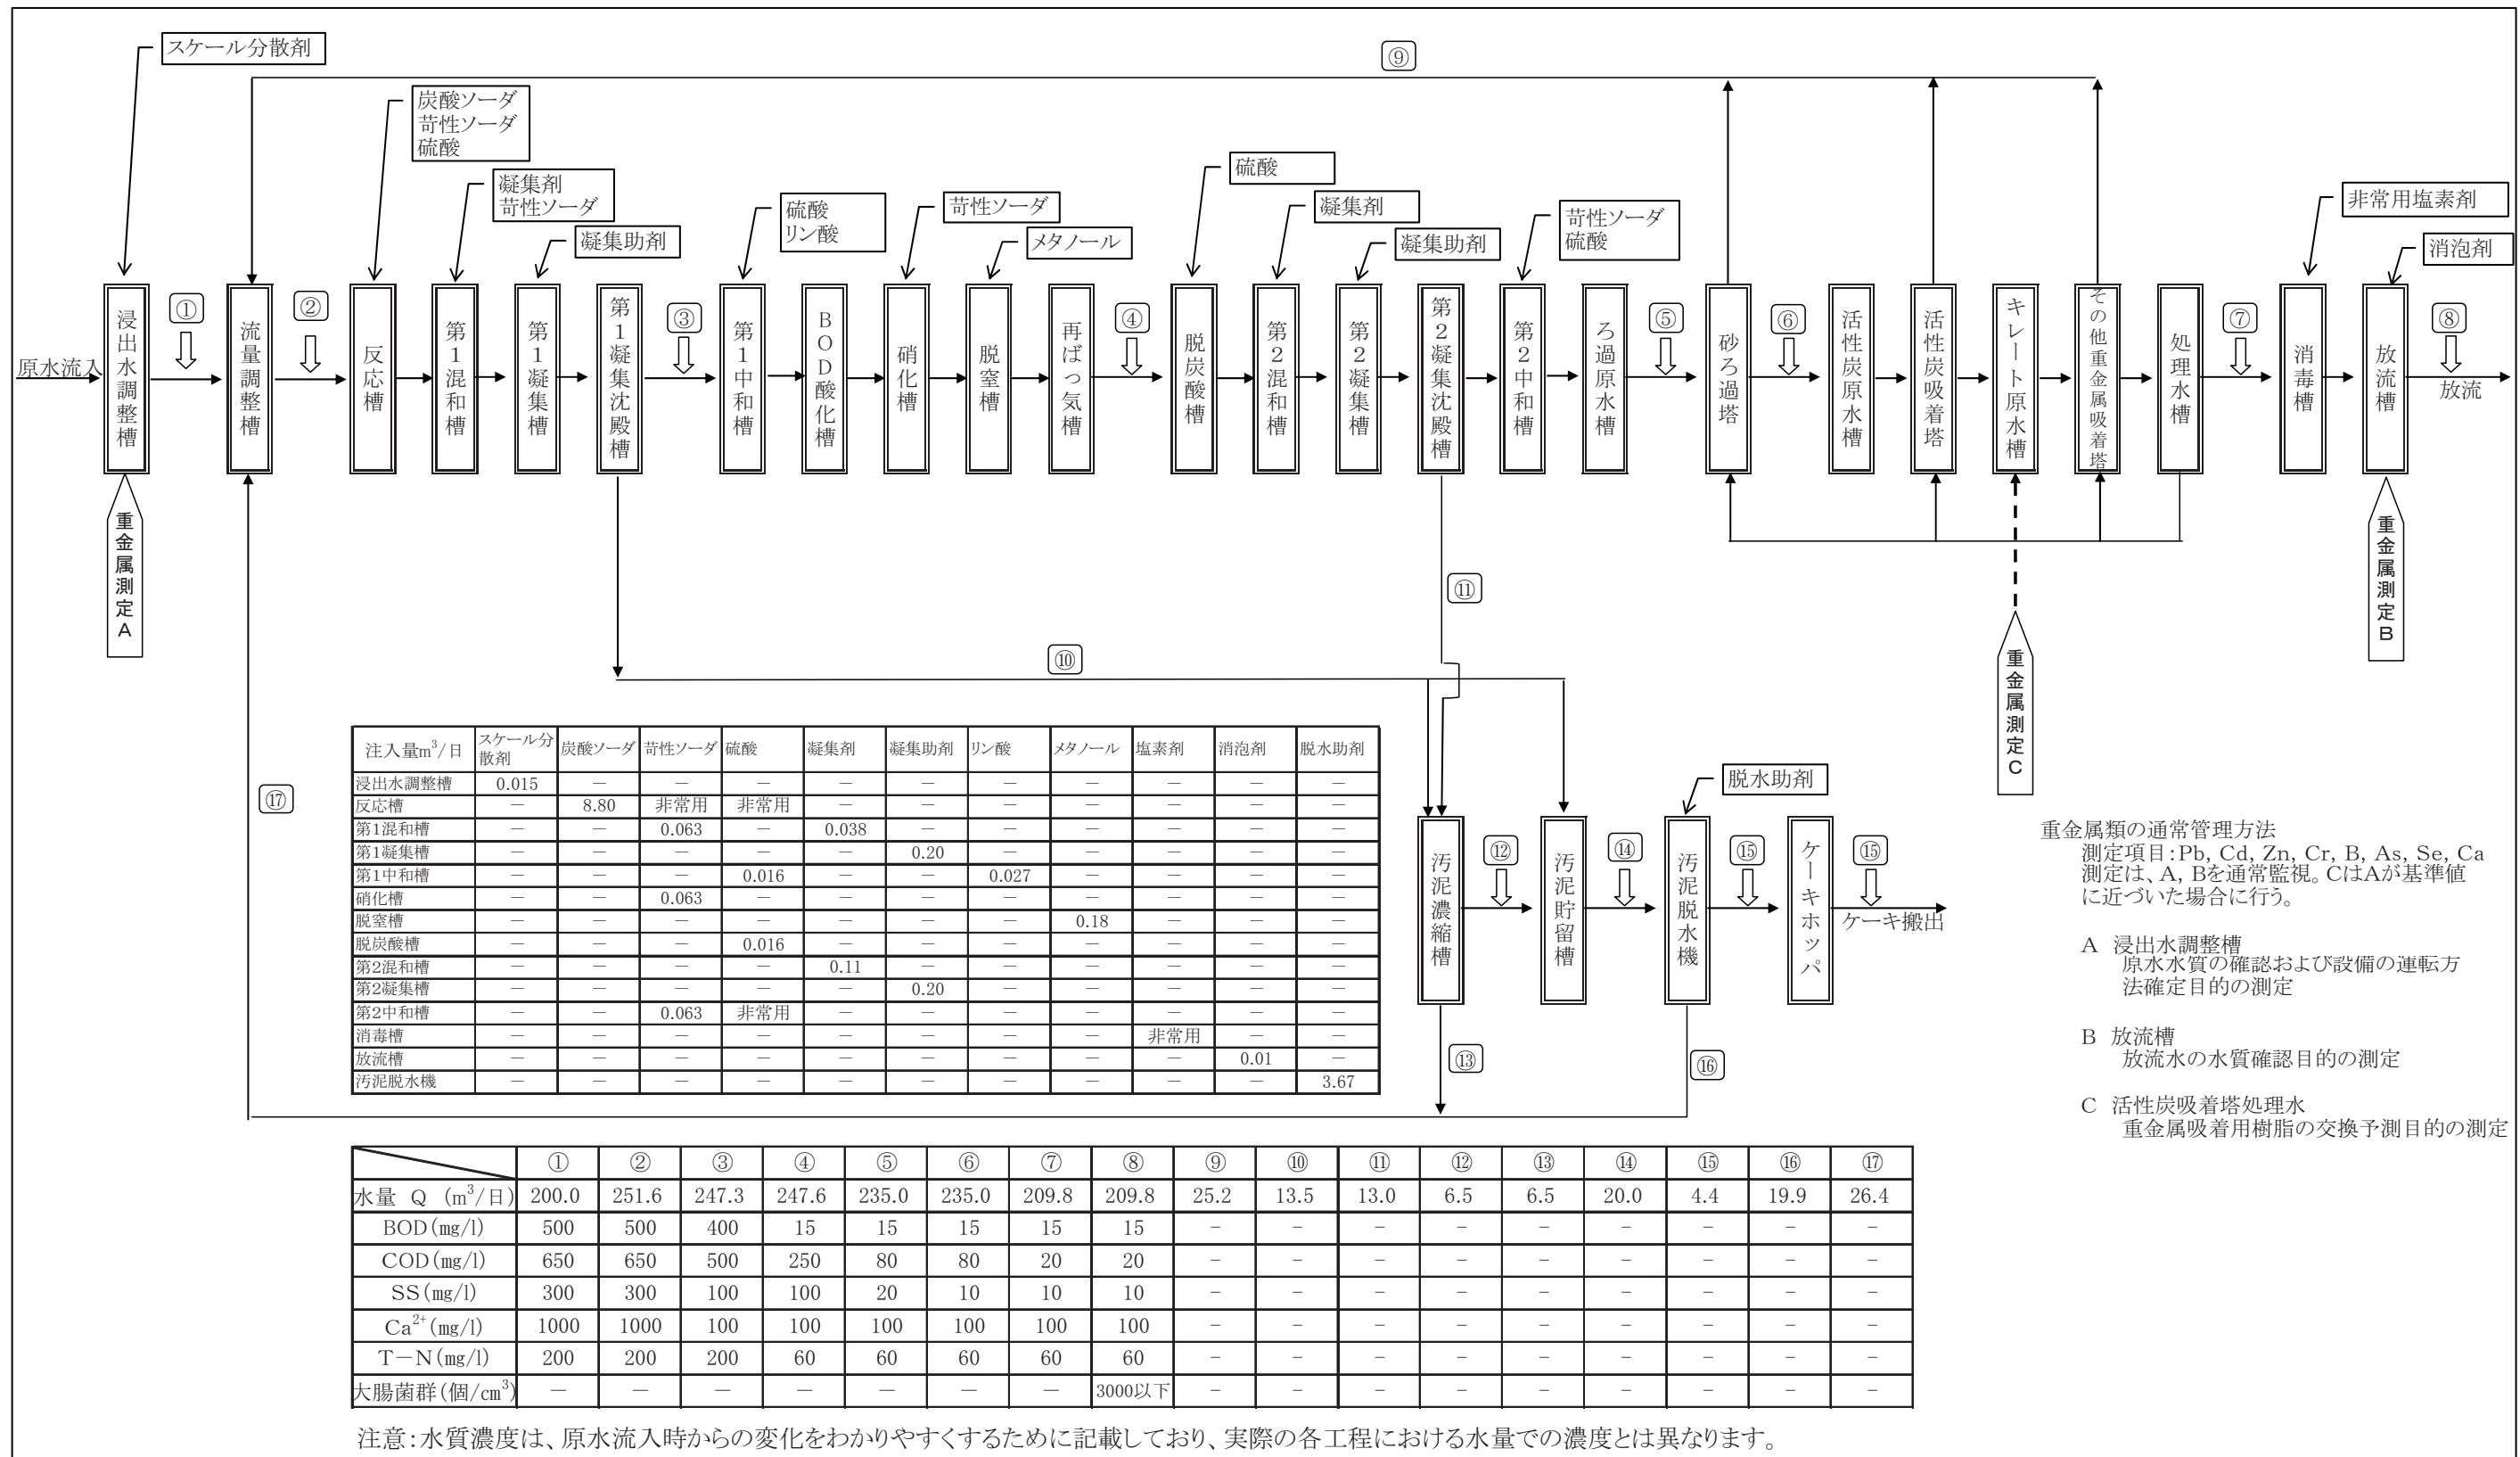 スケール分散剤
⑨
炭酸ソーダ
苛性ソーダ
硫酸
凝集剤
苛性ソーダ
凝集助剤
硫酸
リン酸
苛性ソーダ
メタノール
硫酸
凝集剤
凝集助剤
苛性ソーダ
硫酸
非常用塩素剤
消泡剤
原水流入
浸出水調整槽
①
流量調整槽
②
反応槽
第1混和槽
第1凝集槽
第1凝集沈殿槽
③
第1中和槽
BOD酸化槽
硝化槽
脱窒槽
再ばっ気槽
④
脱炭酸槽
第2混和槽
第2凝集槽
第2凝集沈殿槽
第2中和槽
ろ過原水槽
⑤
砂ろ過塔
⑥
活性炭原水槽
活性炭吸着塔
キレート原水槽
その他重金属吸着塔
処理水槽
⑦
消毒槽
放流槽
⑧
放流
重金属測定A
重金属測定B
重金属測定C
⑪
⑩
⑰
注入量m³/日 スケール分散剤 炭酸ソーダ 苛性ソーダ 硫酸 凝集剤 凝集助剤 リン酸 メタノール 塩素剤 消泡剤 脱水助剤
浸出水調整槽 0.015 － － － － － － － － － －
反応槽 － 8.80 非常用 非常用 － － － － － － －
第1混和槽 － － 0.063 － 0.038 － － － － － －
第1凝集槽 － － － － － 0.20 － － － － －
第1中和槽 － － － 0.016 － － 0.027 － － － －
硝化槽 － － 0.063 － － － － － － － －
脱窒槽 － － － － － － － 0.18 － － －
脱炭酸槽 － － － 0.016 － － － － － － －
第2混和槽 － － － － 0.11 － － － － － －
第2凝集槽 － － － － － 0.20 － － － － －
第2中和槽 － － 0.063 非常用 － － － － － － －
消毒槽 － － － － － － － － 非常用 － －
放流槽 － － － － － － － － － 0.01 －
汚泥脱水機 － － － － － － － － － － 3.67
脱水助剤
汚泥濃縮槽
⑫
汚泥貯留槽
⑭
汚泥脱水機
⑮
ケーキホッパ
⑮
ケーキ搬出
⑬
⑯
重金属類の通常管理方法
測定項目：Pb, Cd, Zn, Cr, B, As, Se, Ca
測定は、A, Bを通常監視。CはAが基準値
に近づいた場合に行う。
A 浸出水調整槽
原水水質の確認および設備の運転方
法確定目的の測定
B 放流槽
放流水の水質確認目的の測定
C 活性炭吸着塔処理水
重金属吸着用樹脂の交換予測目的の測定
① ② ③ ④ ⑤ ⑥ ⑦ ⑧ ⑨ ⑩ ⑪ ⑫ ⑬ ⑭ ⑮ ⑯ ⑰
水量 Q (m³/日) 200.0 251.6 247.3 247.6 235.0 235.0 209.8 209.8 25.2 13.5 13.0 6.5 6.5 20.0 4.4 19.9 26.4
BOD(mg/l) 500 500 400 15 15 15 15 15 － － － － － － － － －
COD(mg/l) 650 650 500 250 80 80 20 20 － － － － － － － － －
SS(mg/l) 300 300 100 100 20 10 10 10 － － － － － － － － －
Ca²⁺(mg/l) 1000 1000 100 100 100 100 100 100 － － － － － － － － －
T－N(mg/l) 200 200 200 60 60 60 60 60 － － － － － － － － －
大腸菌群(個/cm³) － － － － － － － 3000以下 － － － － － － － － －
注意：水質濃度は、原水流入時からの変化をわかりやすくするために記載しており、実際の各工程における水量での濃度とは異なります。